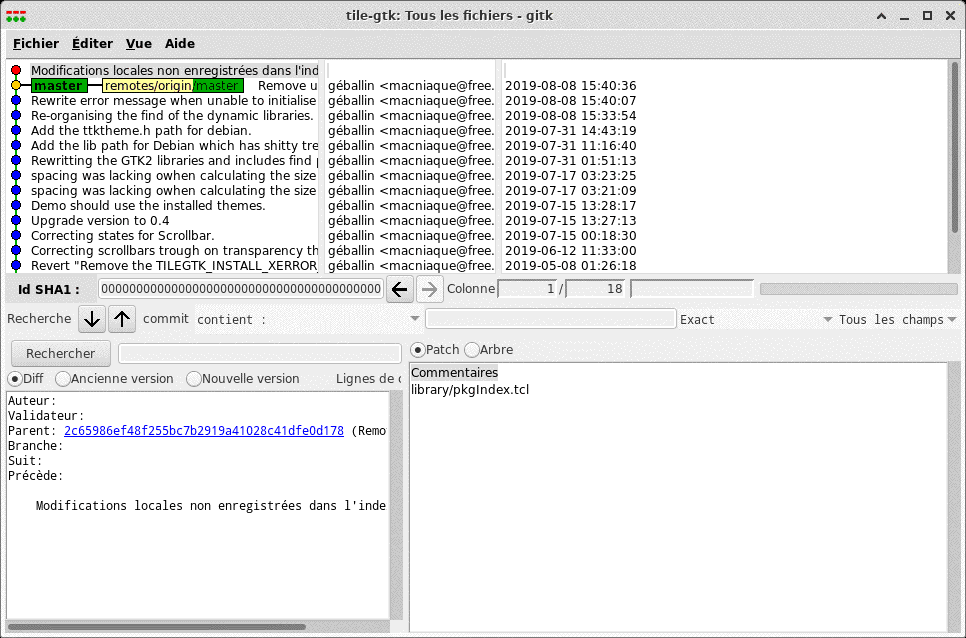 tile-gtk: Tous les fichiers - gitk
Fichier Éditer Vue Aide
Modifications locales non enregistrées dans l'ind
master remotes/origin/master Remove u géballin <macniaque@free. 2019-08-08 15:40:36
Rewrite error message when unable to initialise géballin <macniaque@free. 2019-08-08 15:40:07
Re-organising the find of the dynamic libraries. géballin <macniaque@free. 2019-08-08 15:33:54
Add the ttktheme.h path for debian. géballin <macniaque@free. 2019-07-31 14:43:19
Add the lib path for Debian which has shitty tre géballin <macniaque@free. 2019-07-31 11:16:40
Rewritting the GTK2 libraries and includes find géballin <macniaque@free. 2019-07-31 01:51:13
spacing was lacking owhen calculating the size géballin <macniaque@free. 2019-07-17 03:23:25
spacing was lacking owhen calculating the size géballin <macniaque@free. 2019-07-17 03:21:09
Demo should use the installed themes. géballin <macniaque@free. 2019-07-15 13:28:17
Upgrade version to 0.4 géballin <macniaque@free. 2019-07-15 13:27:13
Correcting states for Scrollbar. géballin <macniaque@free. 2019-07-15 00:18:30
Correcting scrollbars trough on transparency th géballin <macniaque@free. 2019-06-12 11:33:00
Revert "Remove the TILEGTK_INSTALL_XERROR géballin <macniaque@free. 2019-05-08 01:26:18
Id SHA1 : 0000000000000000000000000000000000000000 Colonne 1 / 18
Recherche commit contient : Exact Tous les champs
Rechercher
Diff Ancienne version Nouvelle version Lignes de c
Patch Arbre
Auteur:
Validateur:
Parent: 2c65986ef48f255bc7b2919a41028c41dfe0d178 (Remo
Branche:
Suit:
Précède:
Modifications locales non enregistrées dans l'inde
Commentaires
library/pkgIndex.tcl